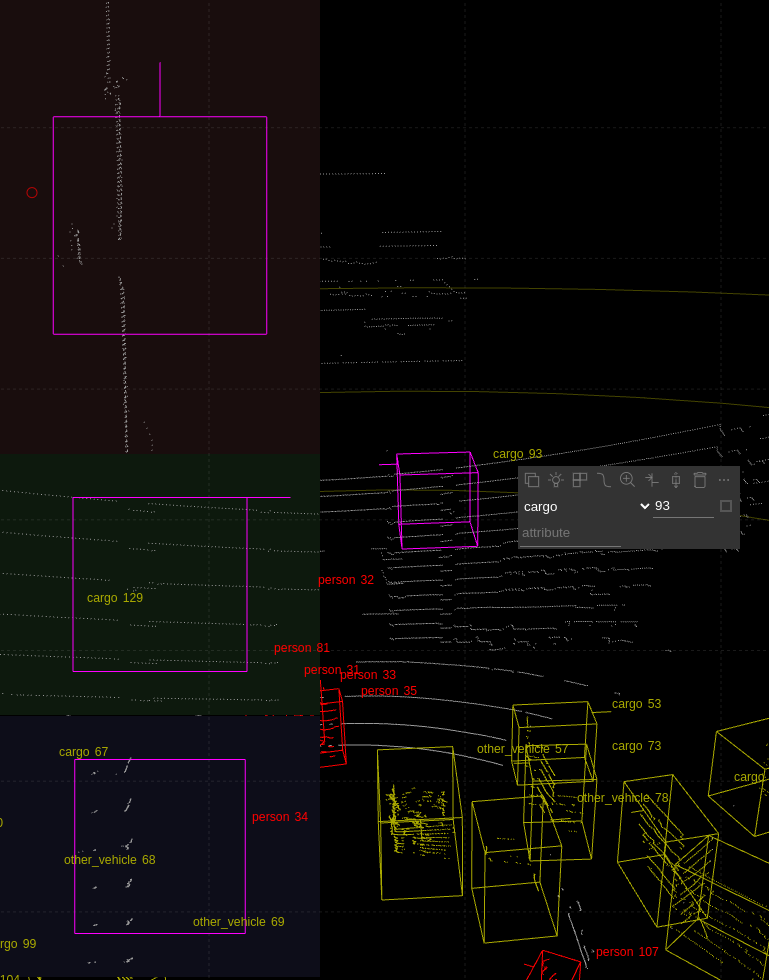 cargo 93
cargo
93
attribute
person 32
cargo 129
person 81
person 31
person 33
person 35
cargo 53
cargo 67
other_vehicle 57
cargo 73
cargo
other_vehicle 78
person 34
0
other_vehicle 68
other_vehicle 69
rgo 99
person 107
104